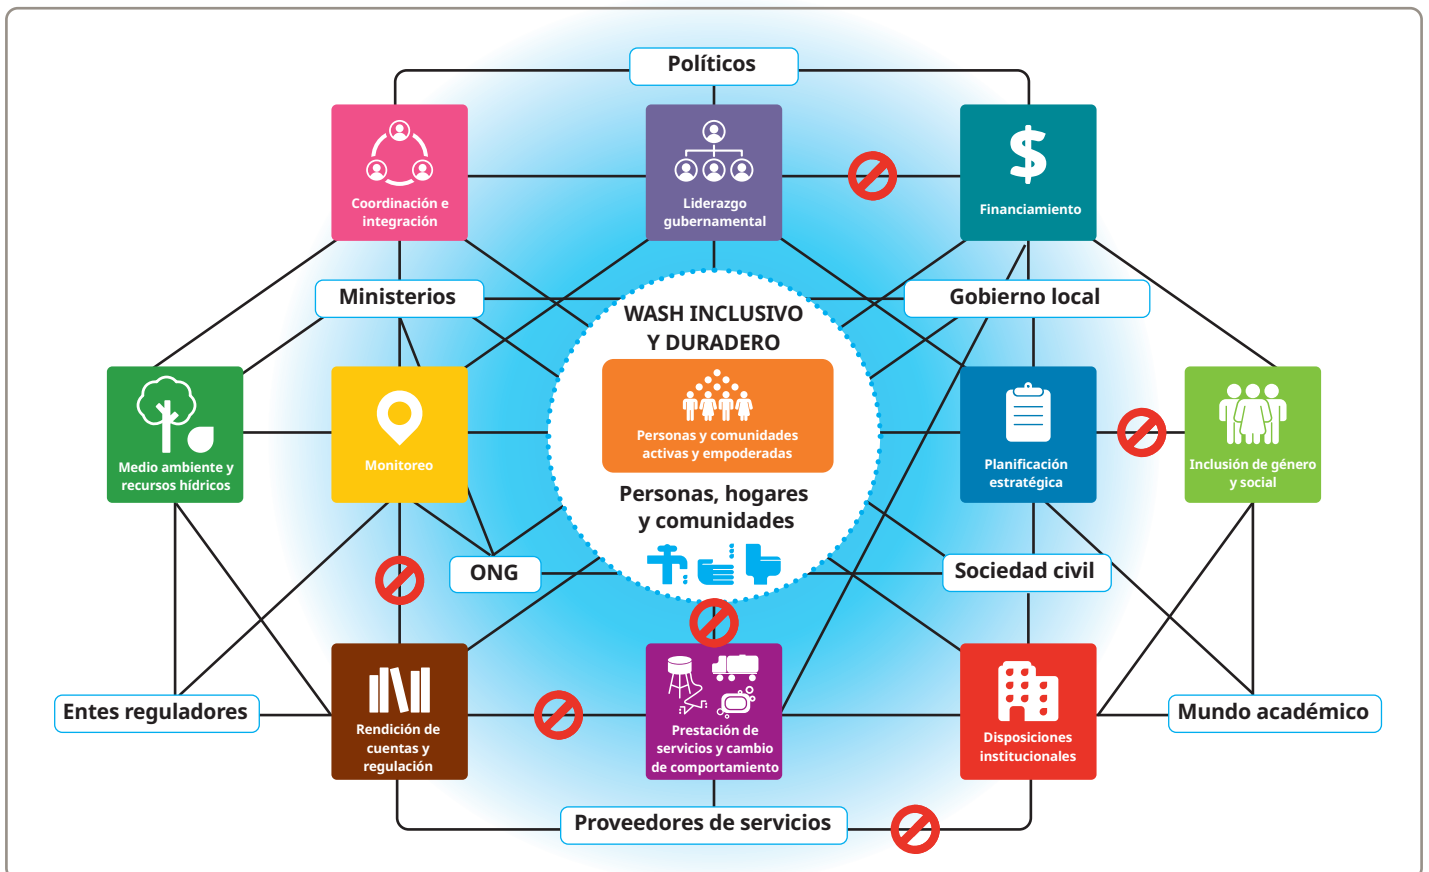 Políticos
Coordinación e
integración
Liderazgo
gubernamental
$
Financiamiento
Ministerios
Gobierno local
WASH INCLUSIVO
Y DURADERO
Personas y comunidades
activas y empoderadas
Personas, hogares
y comunidades
Medio ambiente y
recursos hídricos
Monitoreo
Planificación
estratégica
Inclusión de género
y social
ONG
Sociedad civil
Entes reguladores
Rendición de
cuentas y
regulación
Prestación de
servicios y cambio
de comportamiento
Disposiciones
institucionales
Mundo académico
Proveedores de servicios